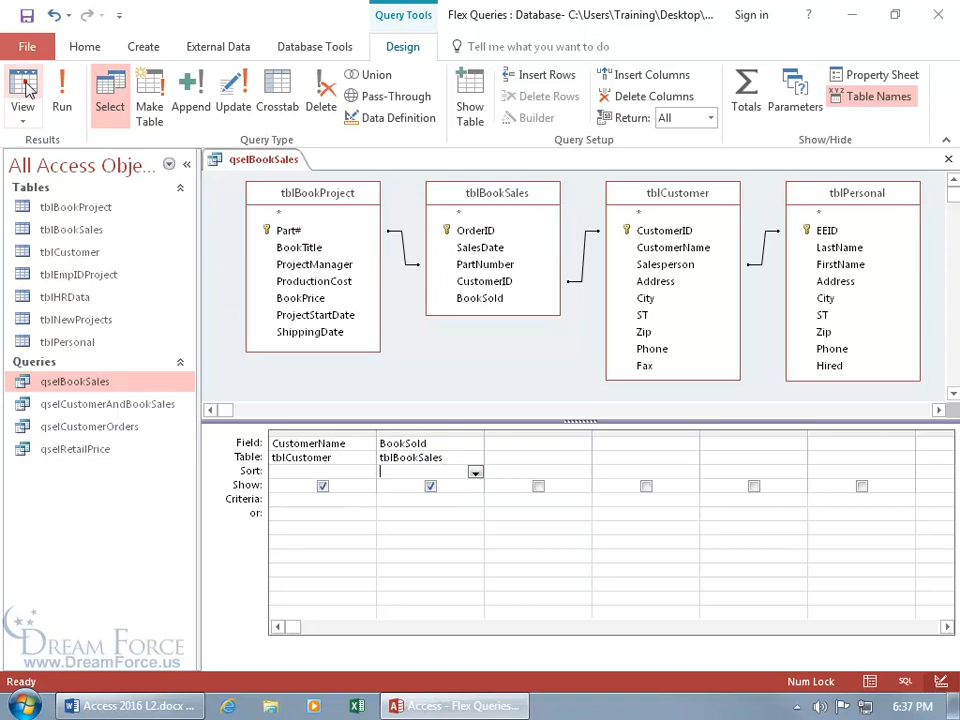 Query Tools
Flex Queries : Database- C:\Users\Training\Desktop\...
Sign in
?
File
Home
Create
External Data
Database Tools
Design
Tell me what you want to do
View
Run
Select
Make Table
Append
Update
Crosstab
Delete
Union
Pass-Through
Data Definition
Show Table
Insert Rows
Delete Rows
Builder
Insert Columns
Delete Columns
Return: All
Totals
Parameters
Property Sheet
Table Names
Results
Query Type
Query Setup
Show/Hide
All Access Obje...
Tables
tblBookProject
tblBookSales
tblCustomer
tblEmpIDProject
tblHRData
tblNewProjects
tblPersonal
Queries
qselBookSales
qselCustomerAndBookSales
qselCustomerOrders
qselRetailPrice
DREAM FORCE
www.DreamForce.us
qselBookSales
tblBookProject
*
Part#
BookTitle
ProjectManager
ProductionCost
BookPrice
ProjectStartDate
ShippingDate
tblBookSales
*
OrderID
SalesDate
PartNumber
CustomerID
BookSold
tblCustomer
*
CustomerID
CustomerName
Salesperson
Address
City
ST
Zip
Phone
Fax
tblPersonal
*
EEID
LastName
FirstName
Address
City
ST
Zip
Phone
Hired
Field: CustomerName BookSold
Table: tblCustomer tblBookSales
Sort:
Show:
Criteria:
or:
Ready
Num Lock
SQL
Access 2016 L2.docx ...
Access - Flex Queries...
6:37 PM